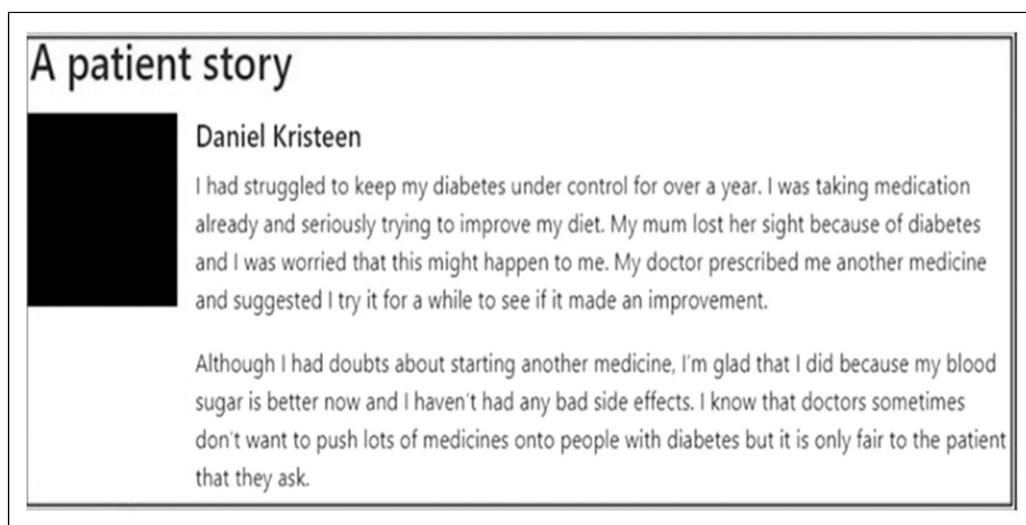 A patient story
Daniel Kristeen
I had struggled to keep my diabetes under control for over a year. I was taking medication
already and seriously trying to improve my diet. My mum lost her sight because of diabetes
and I was worried that this might happen to me. My doctor prescribed me another medicine
and suggested I try it for a while to see if it made an improvement.
Although I had doubts about starting another medicine, I'm glad that I did because my blood
sugar is better now and I haven't had any bad side effects. I know that doctors sometimes
don't want to push lots of medicines onto people with diabetes but it is only fair to the patient
that they ask.